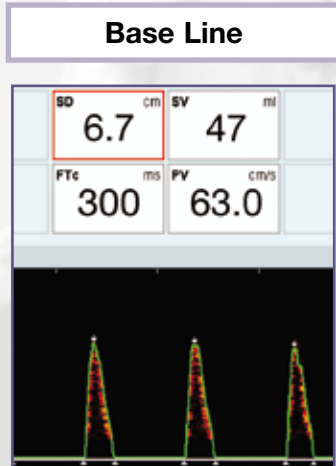 Base Line
SD cm SV ml
6.7 47
FTc ms PV cm/s
300 63.0